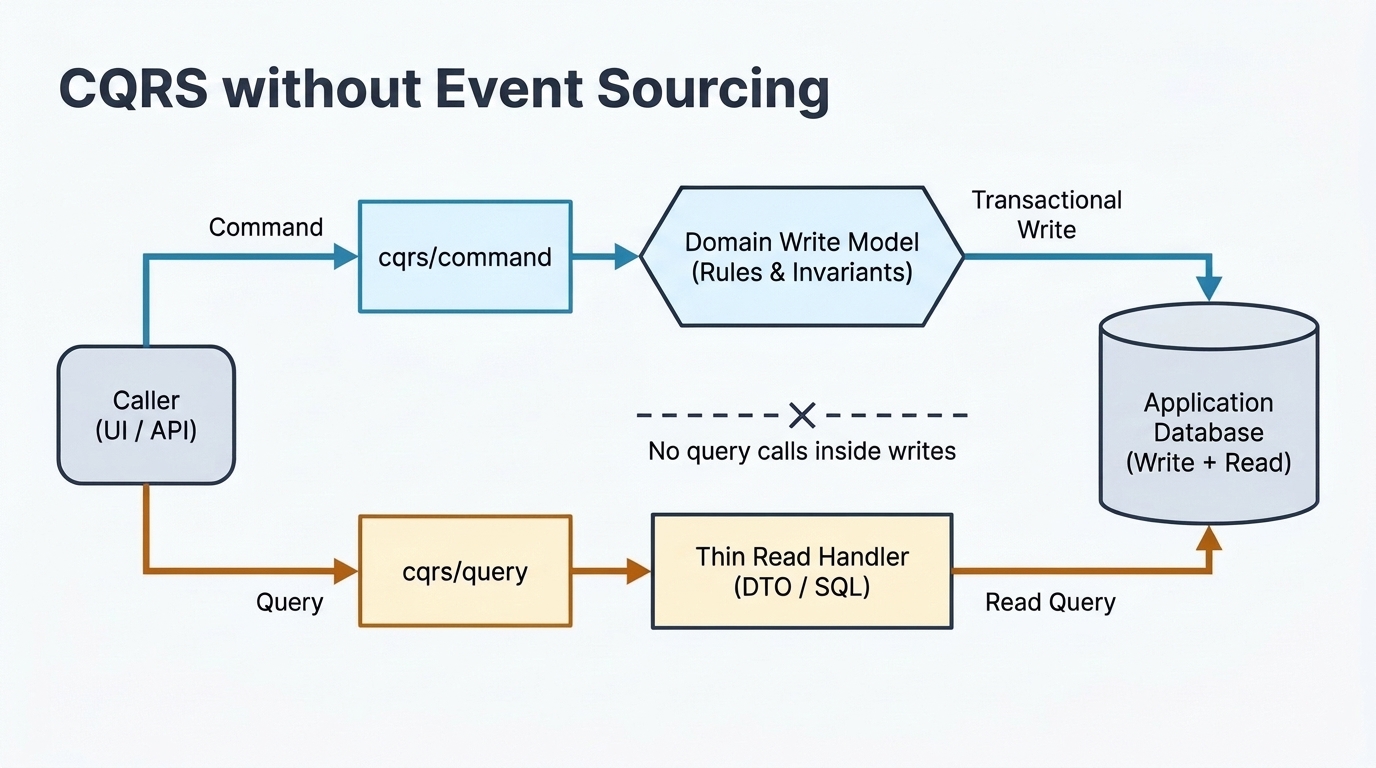 CQRS without Event Sourcing
Command
cqrs/command
Domain Write Model
(Rules & Invariants)
Transactional
Write
Caller
(UI / API)
No query calls inside writes
Application
Database
(Write + Read)
Query
cqrs/query
Thin Read Handler
(DTO / SQL)
Read Query